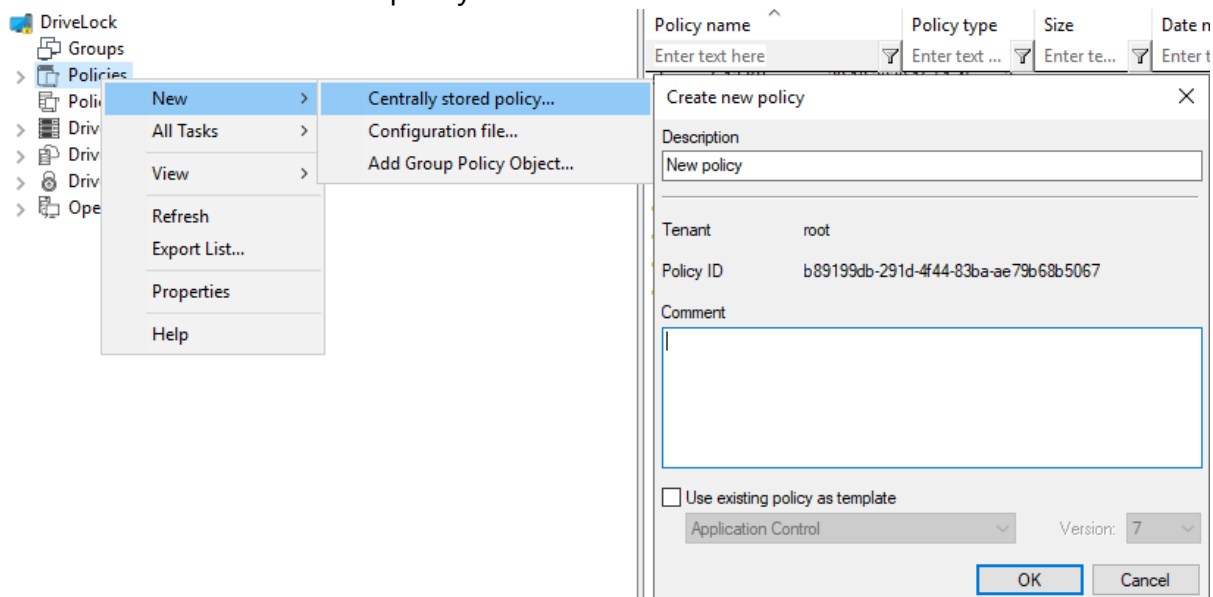 policy
DriveLock
Groups
Policies
Poli
Driv
Driv
Driv
Ope
New
All Tasks
View
Refresh
Export List...
Properties
Help
Centrally stored policy...
Configuration file...
Add Group Policy Object...
Policy name Policy type Size Date n
Enter text here Enter text ... Enter te... Enter t
Create new policy
Description
New policy
Tenant root
Policy ID b89199db-291d-4f44-83ba-ae79b68b5067
Comment
Use existing policy as template
Application Control Version: 7
OK Cancel